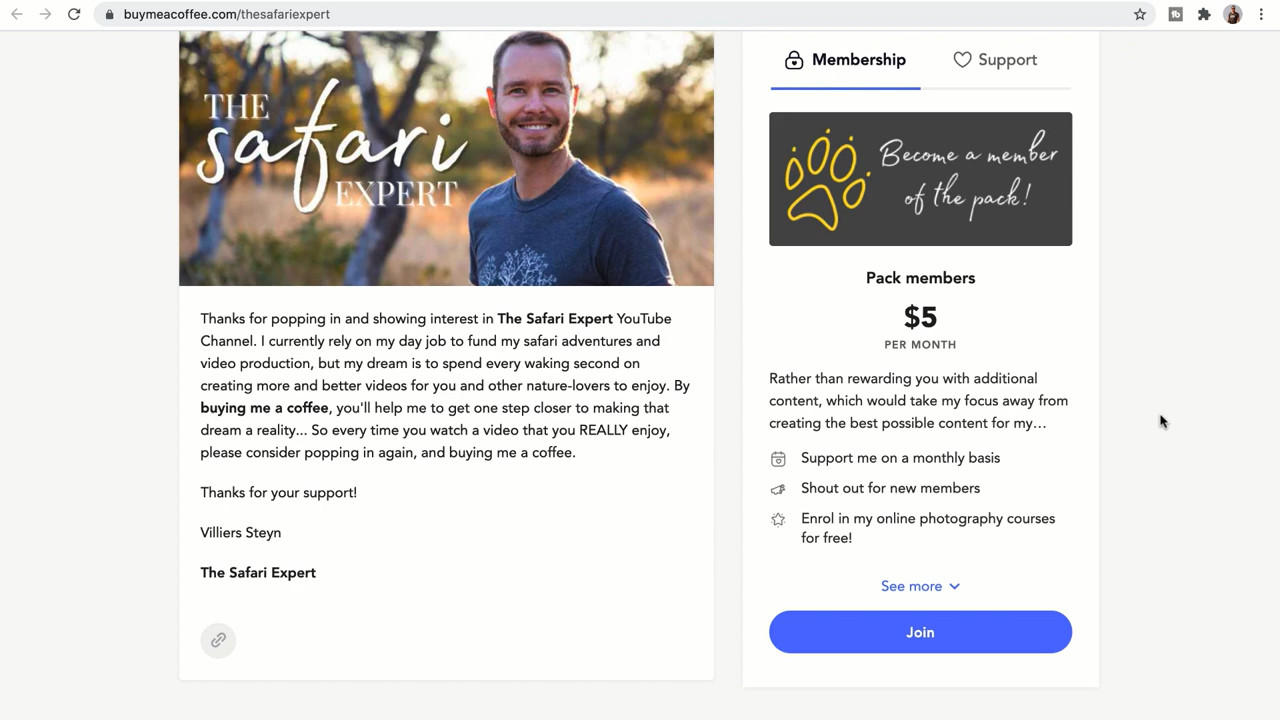 buymeacoffee.com/thesafariexpert
THE
safari
EXPERT
Thanks for popping in and showing interest in The Safari Expert YouTube
Channel. I currently rely on my day job to fund my safari adventures and
video production, but my dream is to spend every waking second on
creating more and better videos for you and other nature-lovers to enjoy. By
buying me a coffee, you'll help me to get one step closer to making that
dream a reality... So every time you watch a video that you REALLY enjoy,
please consider popping in again, and buying me a coffee.
Thanks for your support!
Villiers Steyn
The Safari Expert
Membership
Support
Become a member
of the pack!
Pack members
$5
PER MONTH
Rather than rewarding you with additional
content, which would take my focus away from
creating the best possible content for my…
Support me on a monthly basis
Shout out for new members
Enrol in my online photography courses
for free!
See more
Join